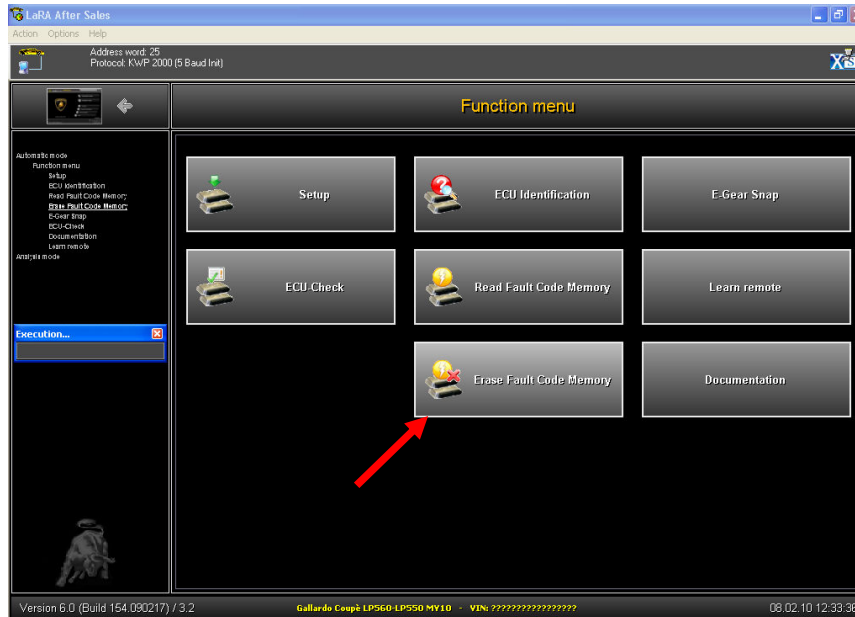 LaRA After Sales
Action Options Help
Address word: 25
Protocol: KWP 2000 (5 Baud Init)
Function menu
Automatic mode
Function menu
Setup
ECU Identification
Read Fault Code Memory
Erase Fault Code Memory
E-Gear Snap
ECU-Check
Documentation
Learn remote
Analysis mode
Setup
ECU Identification
E-Gear Snap
ECU-Check
Read Fault Code Memory
Learn remote
Execution...
Erase Fault Code Memory
Documentation
Version 6.0 (Build 154.090217) / 3.2
Gallardo Coupè LP560-LP550 MY10 - VIN: ?????????????????
08.02.10 12:33:36